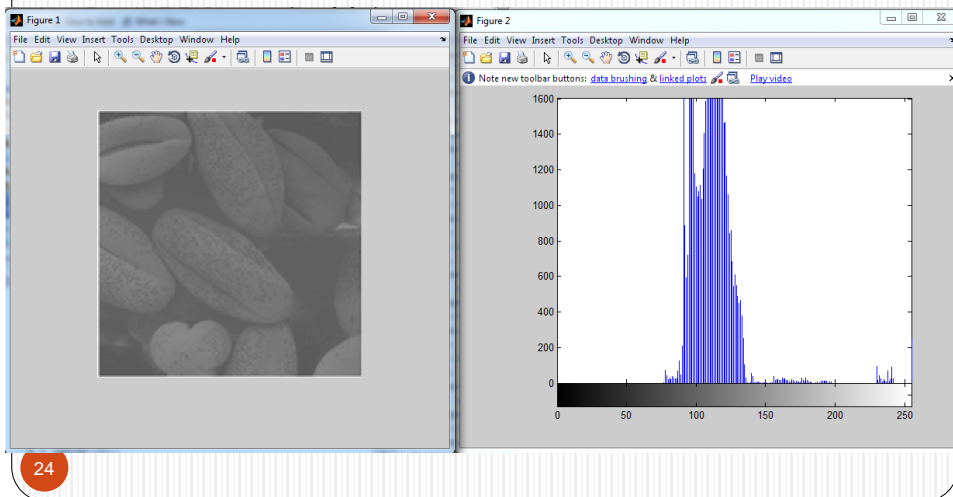 Figure 1
File Edit View Insert Tools Desktop Window Help
Figure 2
File Edit View Insert Tools Desktop Window Help
Note new toolbar buttons: data brushing & linked plots Play video
1600
1400
1200
1000
800
600
400
200
0
0 50 100 150 200 250
24